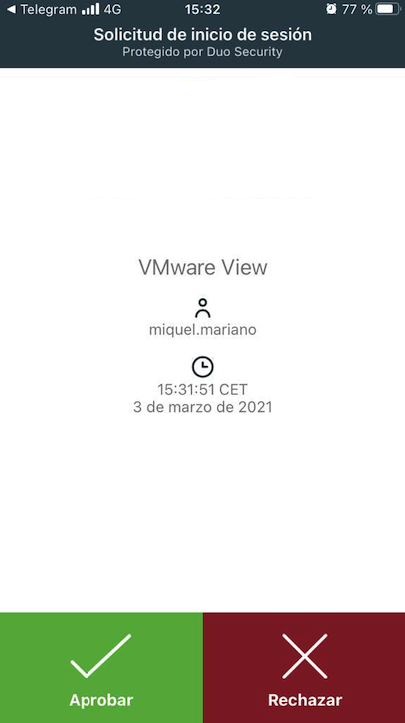 Telegram 4G 15:32 77 %
Solicitud de inicio de sesión
Protegido por Duo Security
VMware View
miquel.mariano
15:31:51 CET
3 de marzo de 2021
Aprobar Rechazar